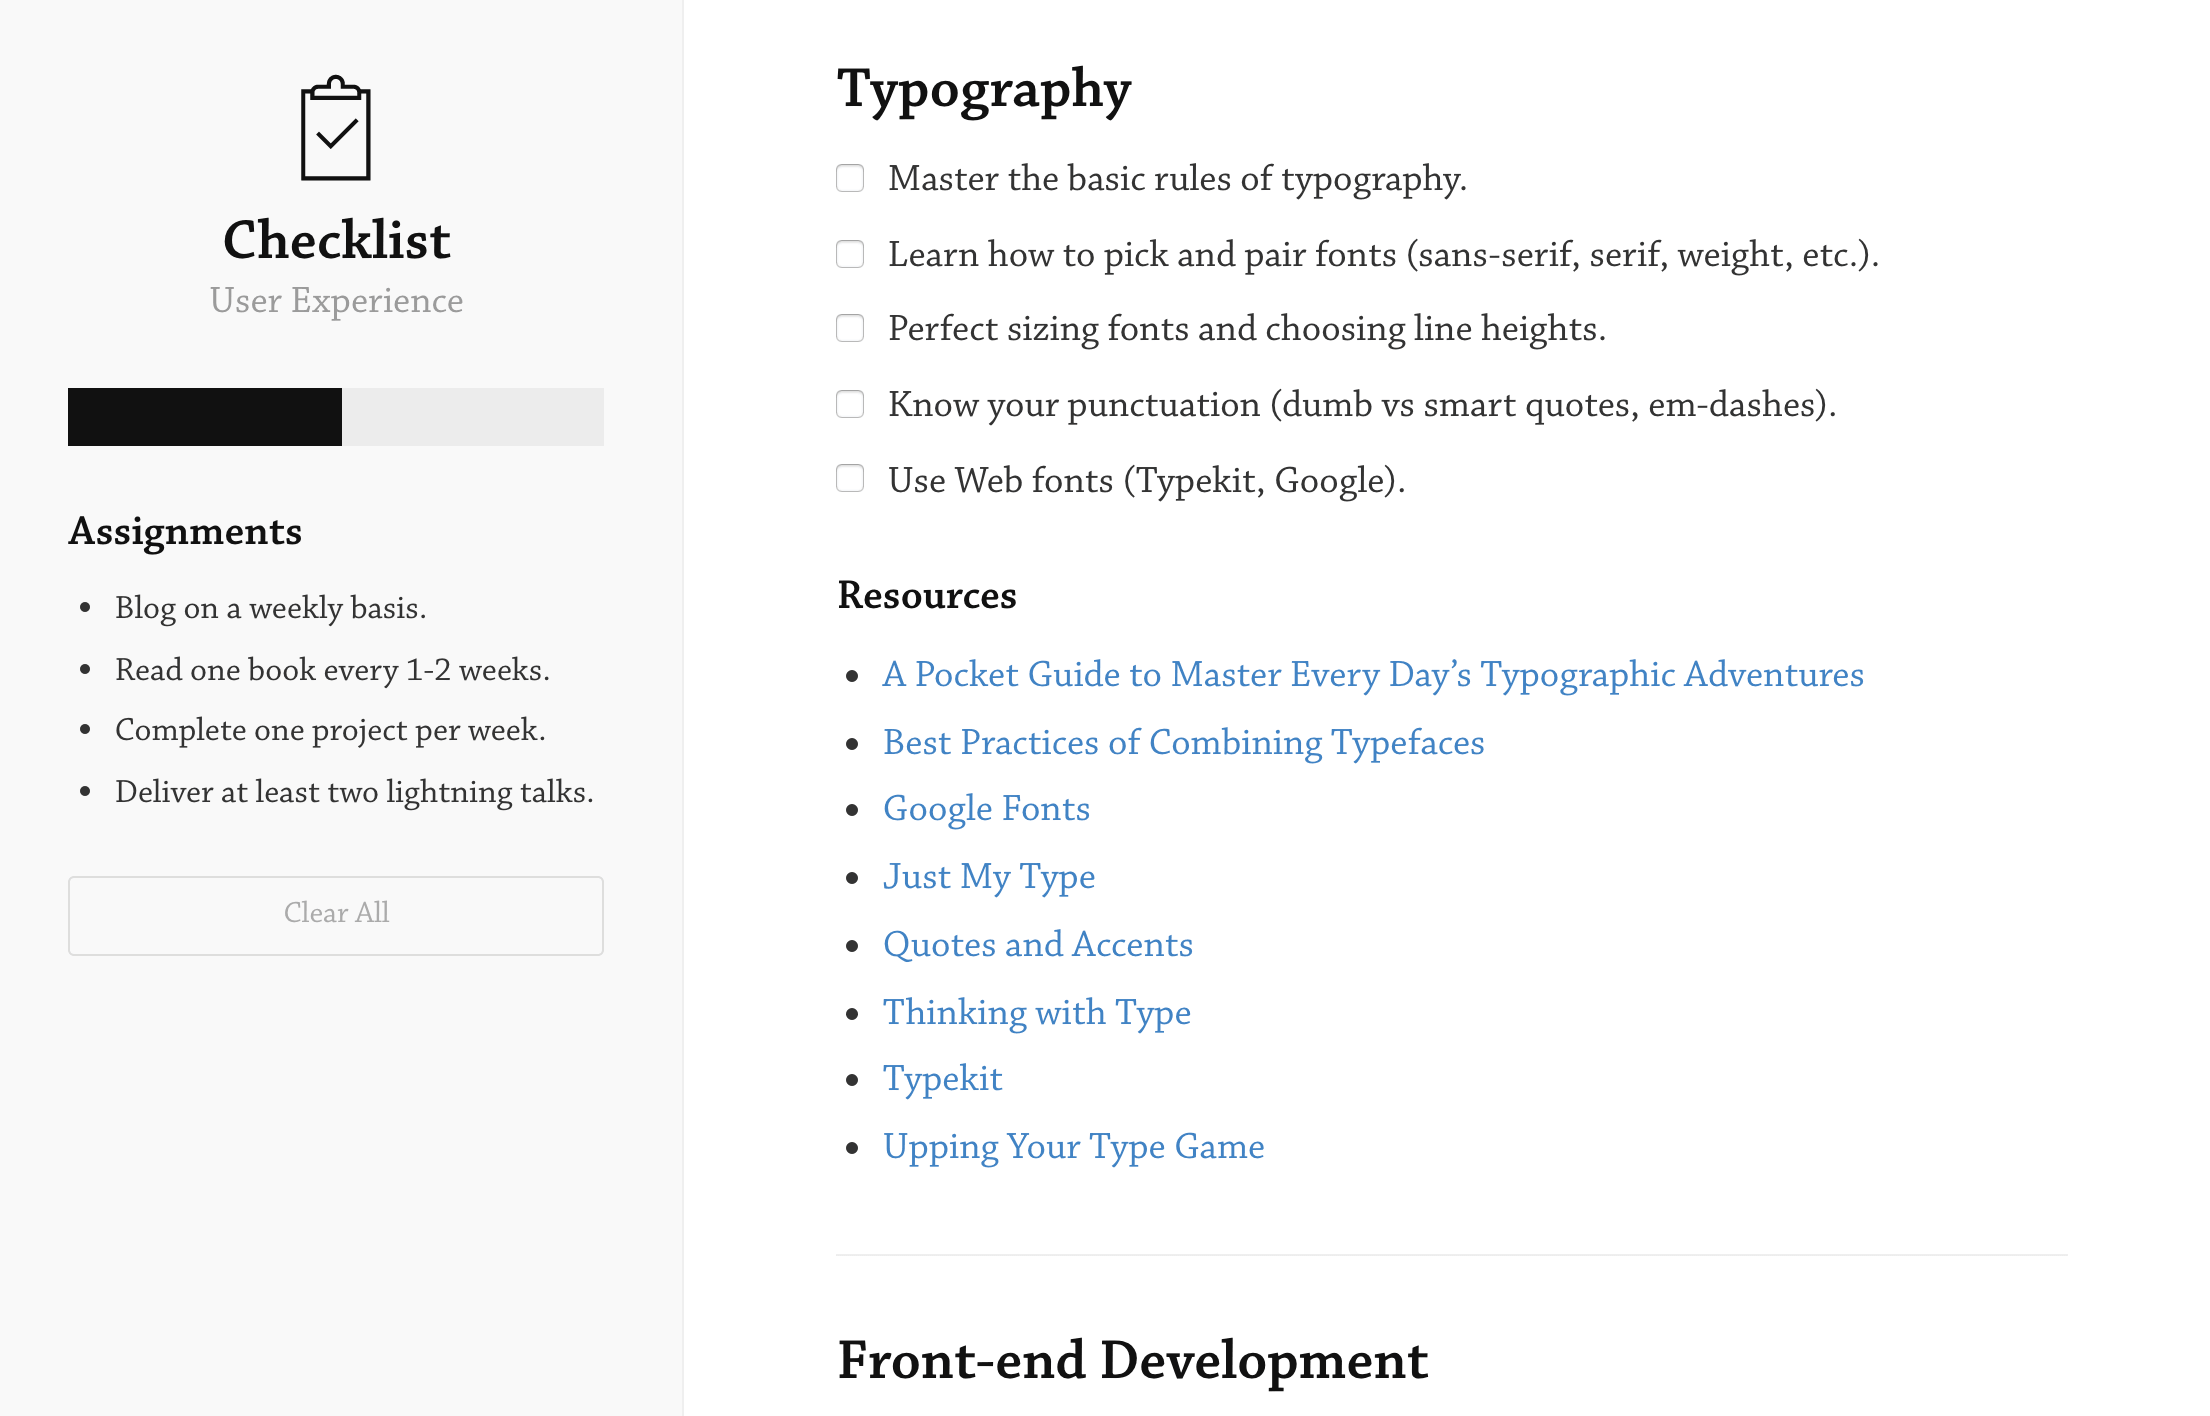 Checklist
User Experience
Assignments
Blog on a weekly basis.
Read one book every 1-2 weeks.
Complete one project per week.
Deliver at least two lightning talks.
Clear All
Typography
Master the basic rules of typography.
Learn how to pick and pair fonts (sans-serif, serif, weight, etc.).
Perfect sizing fonts and choosing line heights.
Know your punctuation (dumb vs smart quotes, em-dashes).
Use Web fonts (Typekit, Google).
Resources
A Pocket Guide to Master Every Day’s Typographic Adventures
Best Practices of Combining Typefaces
Google Fonts
Just My Type
Quotes and Accents
Thinking with Type
Typekit
Upping Your Type Game
Front-end Development